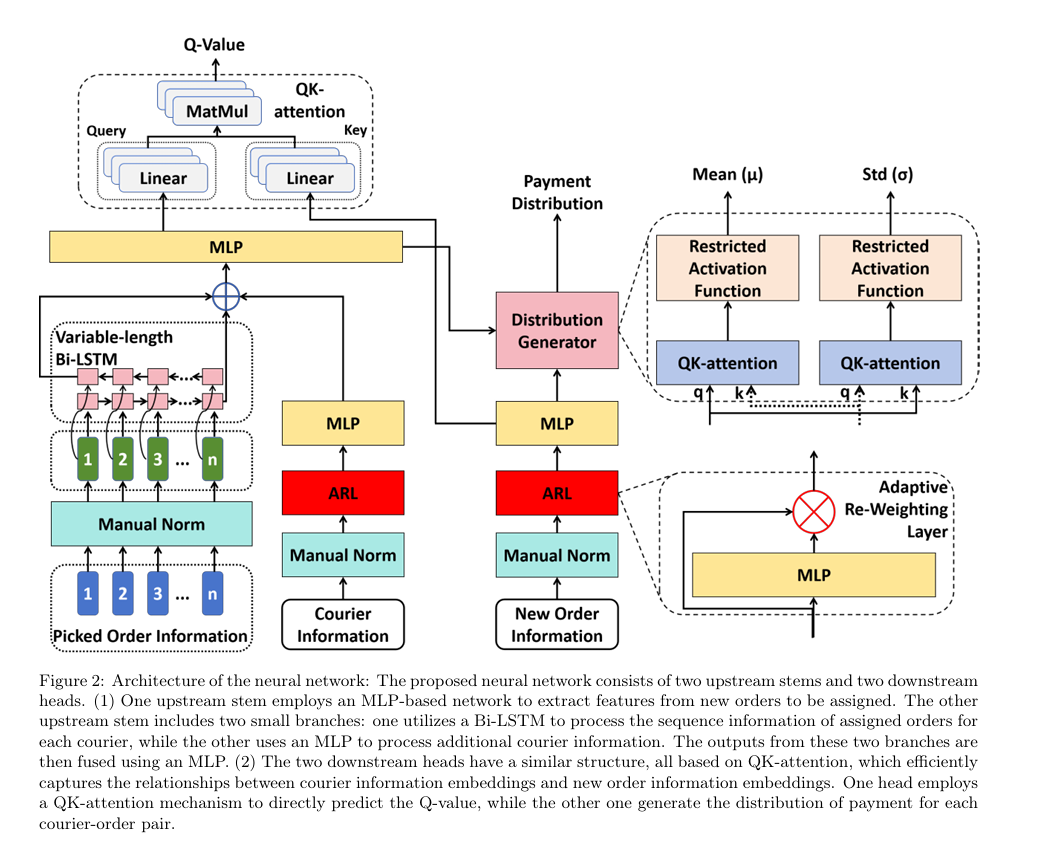 Q-Value
QK-
attention
MatMul
Query
Key
Linear
Linear
MLP
Variable-length
Bi-LSTM
...
...
1
2
3
...
n
Manual Norm
1
2
3
...
n
Picked Order Information
MLP
ARL
Manual Norm
Courier
Information
Payment
Distribution
Distribution
Generator
MLP
ARL
Manual Norm
New Order
Information
Mean (μ)
Std (σ)
Restricted
Activation
Function
Restricted
Activation
Function
QK-attention
QK-attention
q
k
q
k
Adaptive
Re-Weighting
Layer
MLP
Figure 2: Architecture of the neural network: The proposed neural network consists of two upstream stems and two downstream
heads. (1) One upstream stem employs an MLP-based network to extract features from new orders to be assigned. The other
upstream stem includes two small branches: one utilizes a Bi-LSTM to process the sequence information of assigned orders for
each courier, while the other uses an MLP to process additional courier information. The outputs from these two branches are
then fused using an MLP. (2) The two downstream heads have a similar structure, all based on QK-attention, which efficiently
captures the relationships between courier information embeddings and new order information embeddings. One head employs
a QK-attention mechanism to directly predict the Q-value, while the other one generate the distribution of payment for each
courier-order pair.